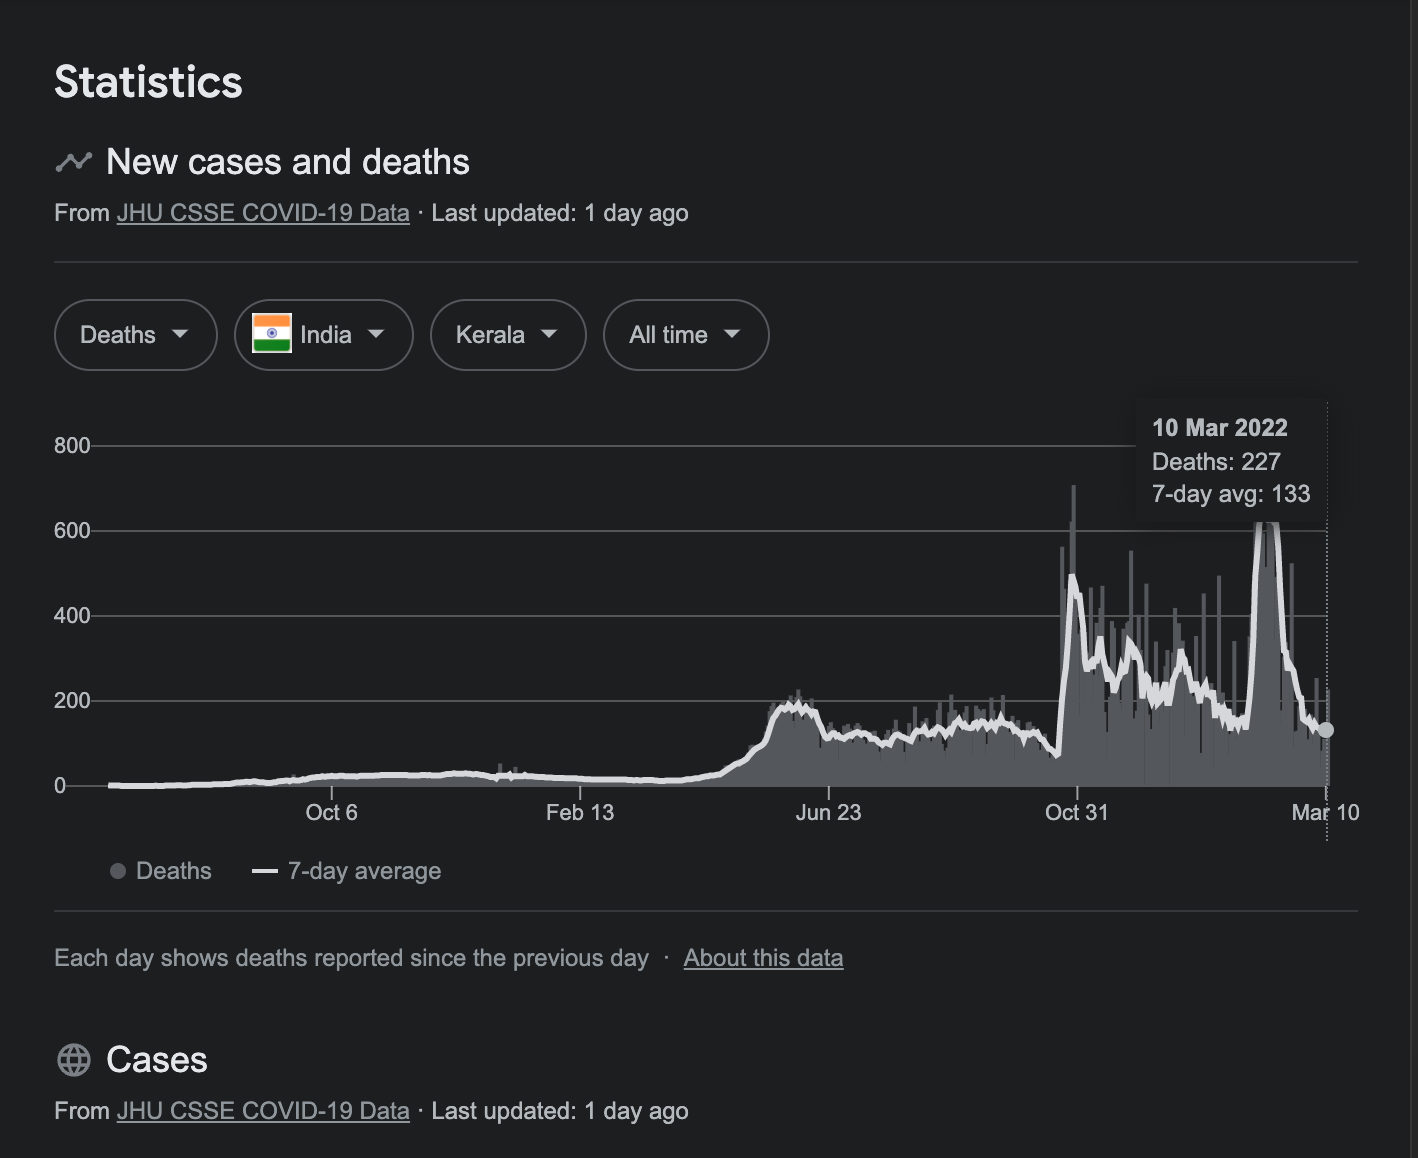 Statistics
New cases and deaths
From JHU CSSE COVID-19 Data · Last updated: 1 day ago
Deaths India Kerala All time
10 Mar 2022
Deaths: 227
7-day avg: 133
800
600
400
200
0
Oct 6 Feb 13 Jun 23 Oct 31 Mar 10
Deaths 7-day average
Each day shows deaths reported since the previous day · About this data
Cases
From JHU CSSE COVID-19 Data · Last updated: 1 day ago